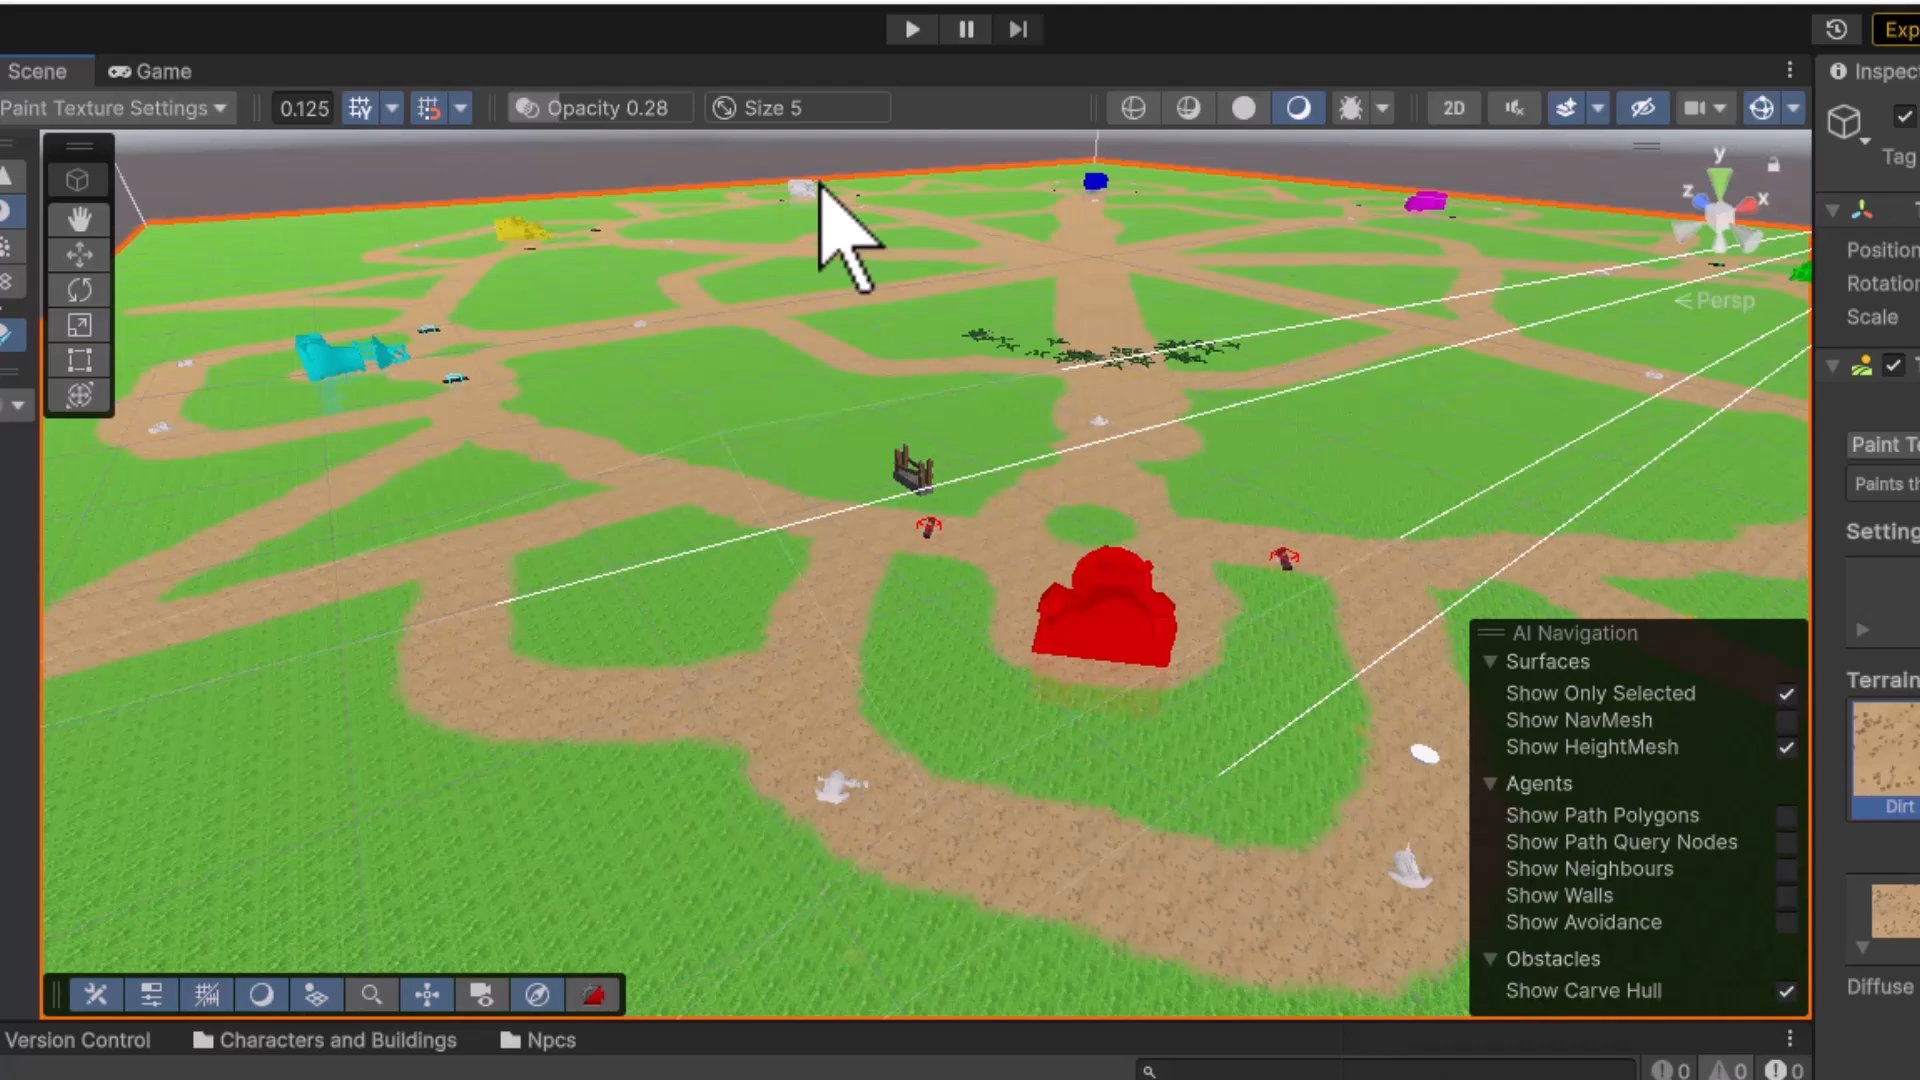 Exp
Scene
Game
Inspect
Paint Texture Settings
0.125
Opacity 0.28
Size 5
2D
Tag
y
z
x
Persp
Position
Rotation
Scale
Paint Te
Paints th
Setting
AI Navigation
Surfaces
Show Only Selected
Show NavMesh
Show HeightMesh
Agents
Show Path Polygons
Show Path Query Nodes
Show Neighbours
Show Walls
Show Avoidance
Obstacles
Show Carve Hull
Terrain
Dirt
Diffuse
Version Control
Characters and Buildings
Npcs
0
0
0